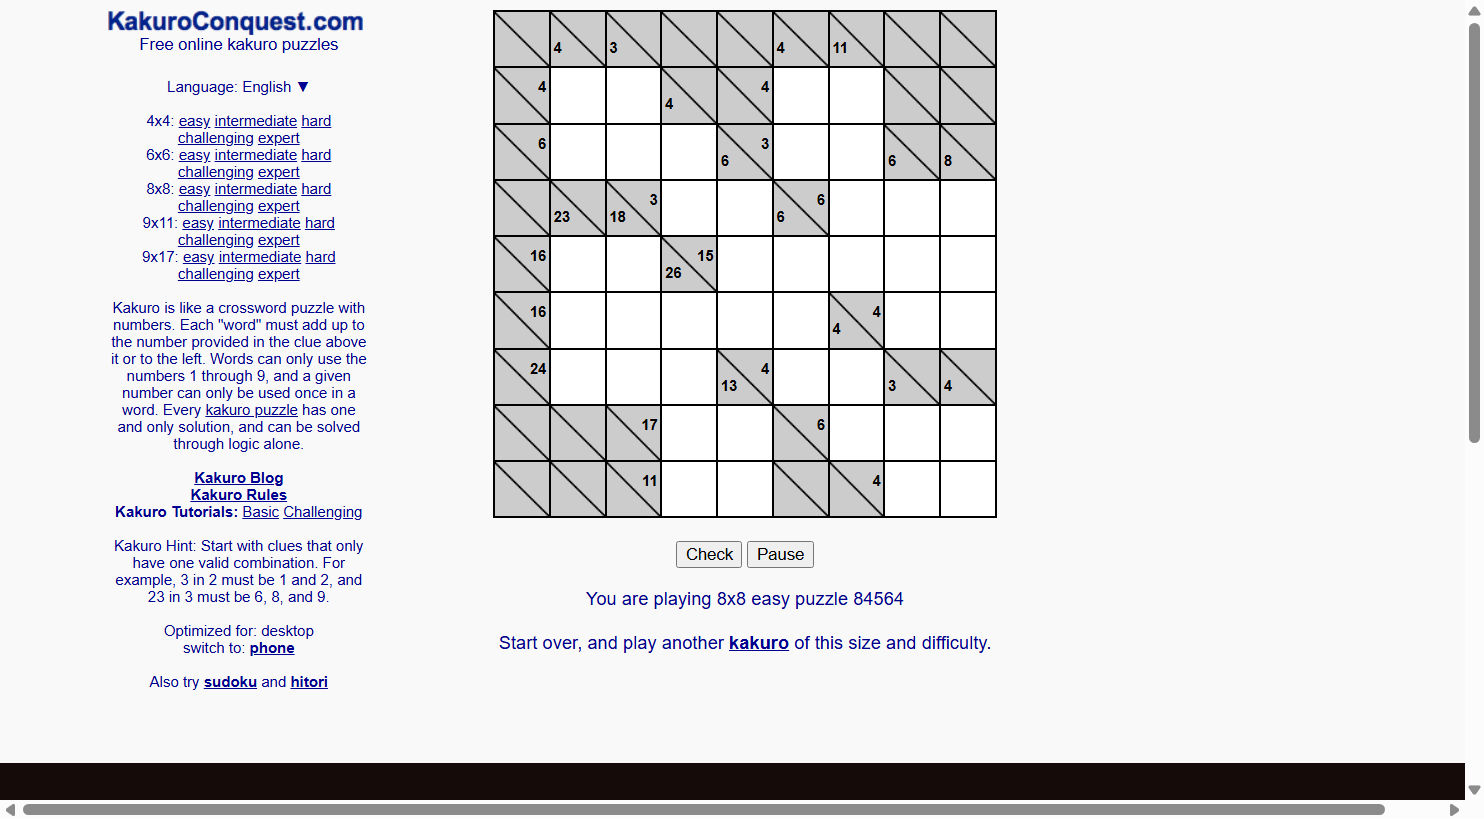 KakuroConquest.com
Free online kakuro puzzles
Language: English ▼
4x4: easy intermediate hard
challenging expert
6x6: easy intermediate hard
challenging expert
8x8: easy intermediate hard
challenging expert
9x11: easy intermediate hard
challenging expert
9x17: easy intermediate hard
challenging expert
Kakuro is like a crossword puzzle with
numbers. Each "word" must add up to
the number provided in the clue above
it or to the left. Words can only use the
numbers 1 through 9, and a given
number can only be used once in a
word. Every kakuro puzzle has one
and only solution, and can be solved
through logic alone.
Kakuro Blog
Kakuro Rules
Kakuro Tutorials: Basic Challenging
Kakuro Hint: Start with clues that only
have one valid combination. For
example, 3 in 2 must be 1 and 2, and
23 in 3 must be 6, 8, and 9.
Optimized for: desktop
switch to: phone
Also try sudoku and hitori
4 3 4 11
4 4 4
6 6 3 6 8
23 18 3 6 6
16 26 15
16 4 4
24 13 4 3 4
17 6
11 4
Check Pause
You are playing 8x8 easy puzzle 84564
Start over, and play another kakuro of this size and difficulty.